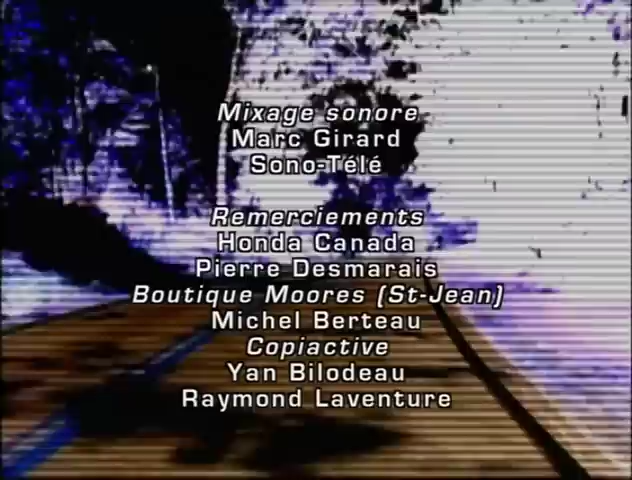 Mixage sonore
Marc Girard
Sono-Télé
Remerciements
Honda Canada
Pierre Desmarais
Boutique Moores (St-Jean)
Michel Berteau
Copiactive
Yan Bilodeau
Raymond Laventure